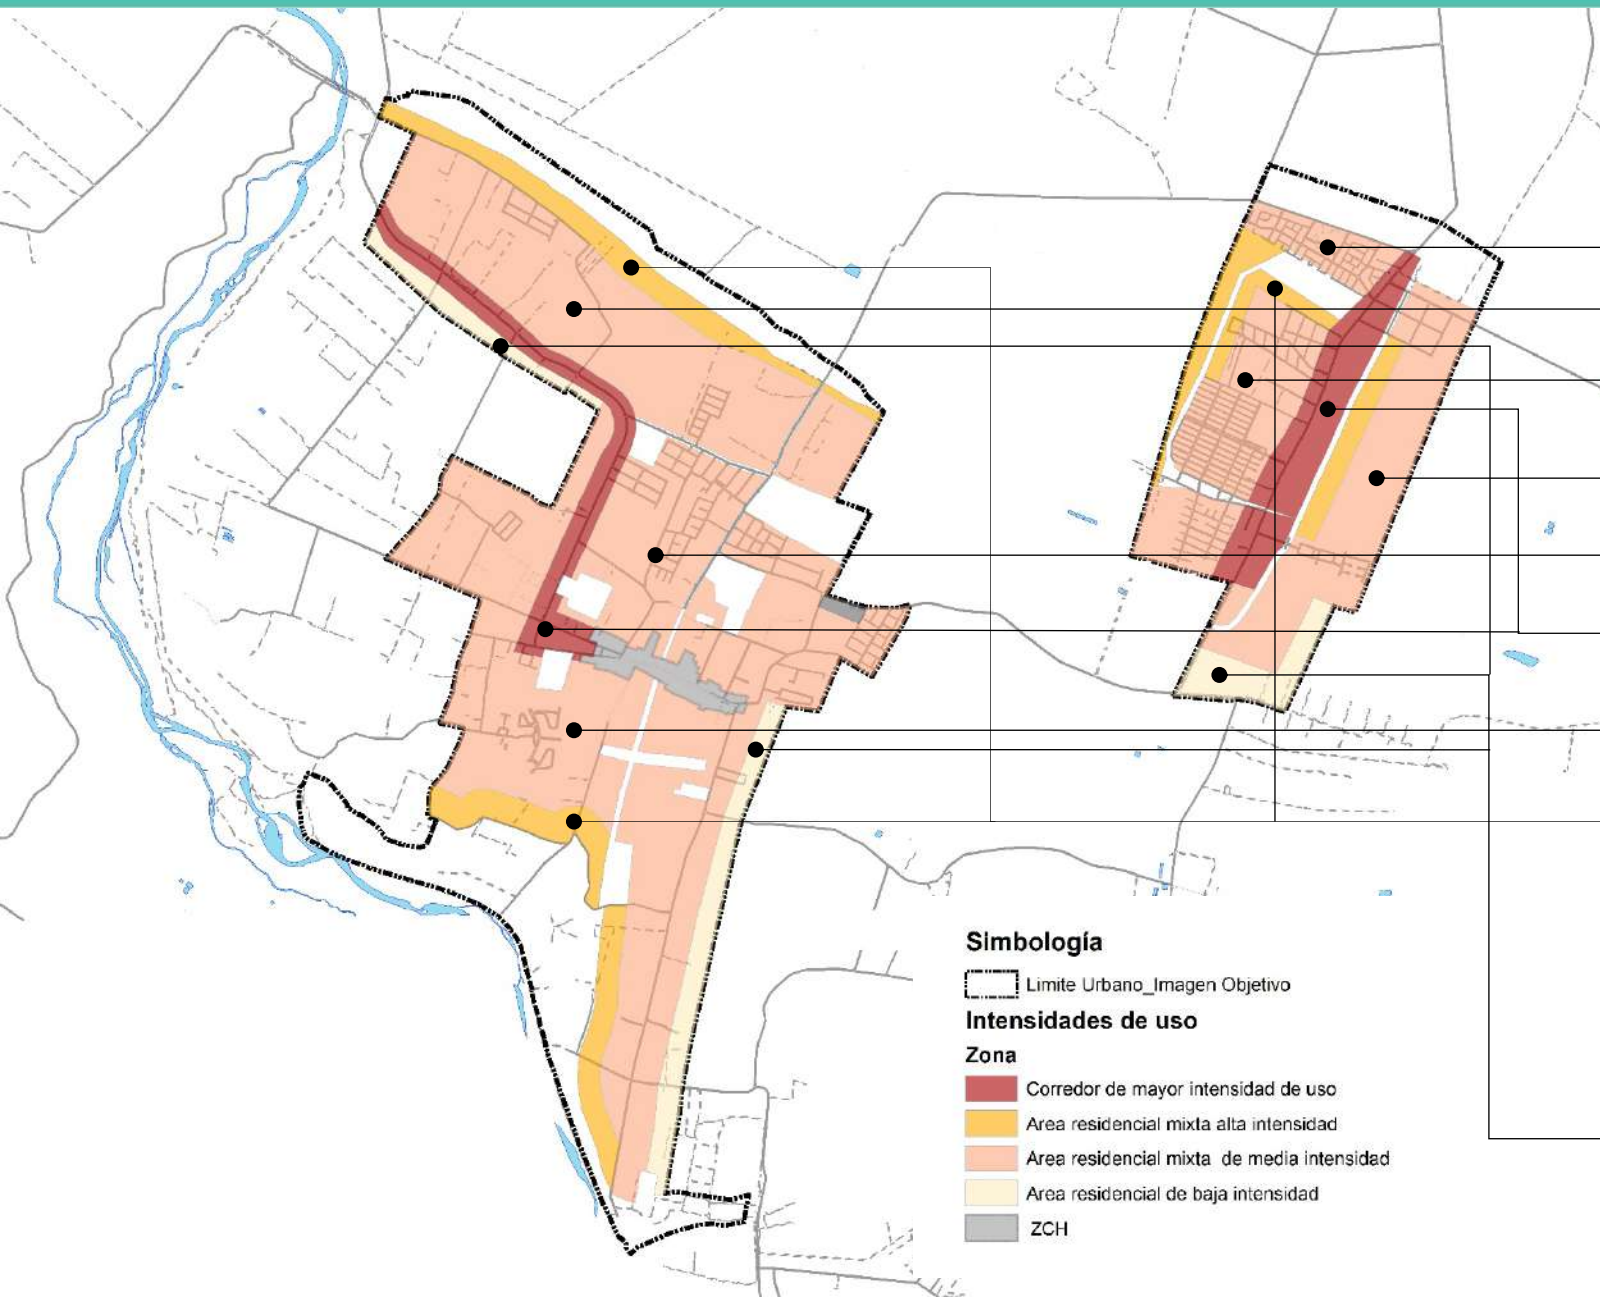 Simbología
Limite Urbano_Imagen Objetivo
Intensidades de uso
Zona
Corredor de mayor intensidad de uso
Area residencial mixta alta intensidad
Area residencial mixta de media intensidad
Area residencial de baja intensidad
ZCH